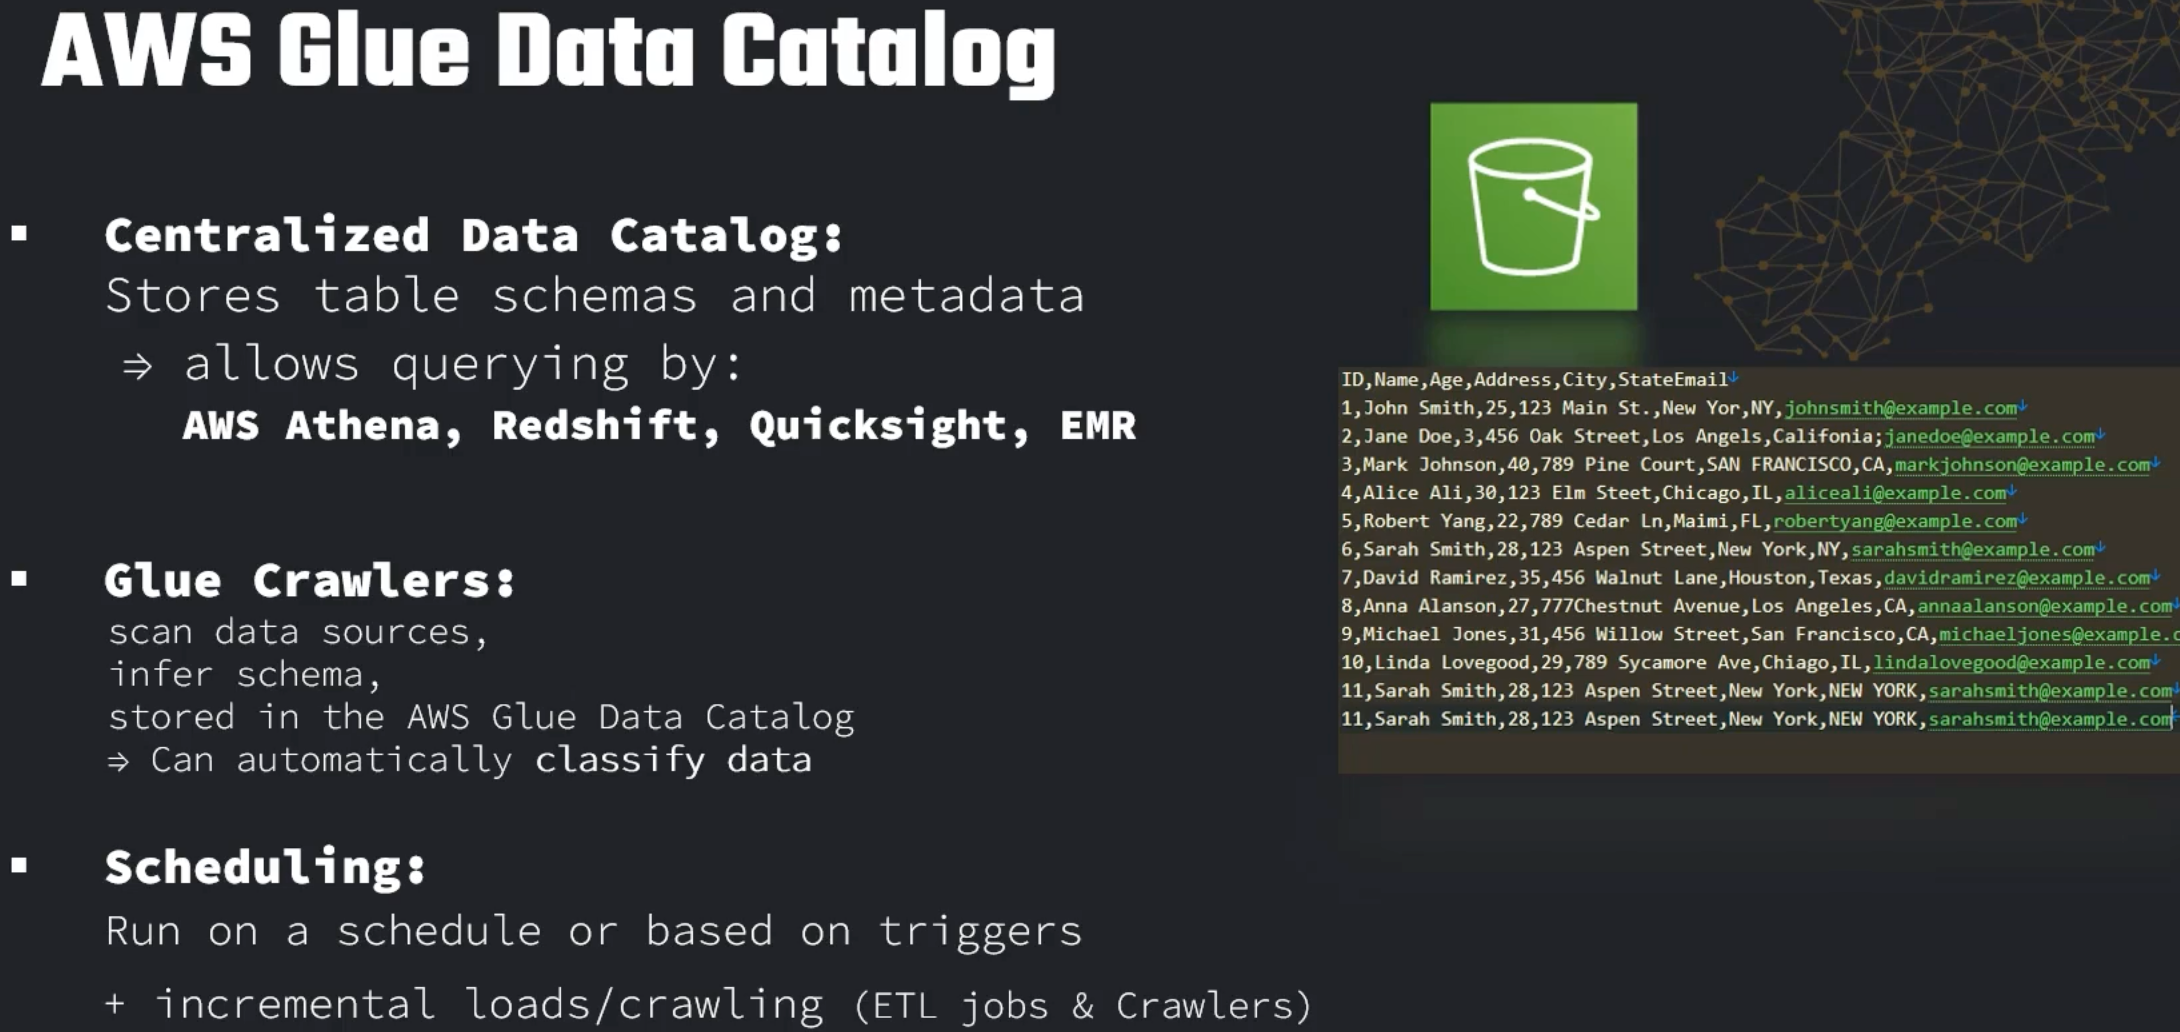 AWS Glue Data Catalog
▪ Centralized Data Catalog:
Stores table schemas and metadata
⇒ allows querying by:
AWS Athena, Redshift, Quicksight, EMR
▪ Glue Crawlers:
scan data sources,
infer schema,
stored in the AWS Glue Data Catalog
⇒ Can automatically classify data
▪ Scheduling:
Run on a schedule or based on triggers
+ incremental loads/crawling (ETL jobs & Crawlers)
ID,Name,Age,Address,City,StateEmail↓
1,John Smith,25,123 Main St.,New Yor,NY,johnsmith@example.com↓
2,Jane Doe,3,456 Oak Street,Los Angels,Califonia;janedoe@example.com↓
3,Mark Johnson,40,789 Pine Court,SAN FRANCISCO,CA,markjohnson@example.com↓
4,Alice Ali,30,123 Elm Steet,Chicago,IL,aliceali@example.com↓
5,Robert Yang,22,789 Cedar Ln,Maimi,FL,robertyang@example.com↓
6,Sarah Smith,28,123 Aspen Street,New York,NY,sarahsmith@example.com↓
7,David Ramirez,35,456 Walnut Lane,Houston,Texas,davidramirez@example.com↓
8,Anna Alanson,27,777Chestnut Avenue,Los Angeles,CA,annaalanson@example.com↓
9,Michael Jones,31,456 Willow Street,San Francisco,CA,michaeljones@example.c
10,Linda Lovegood,29,789 Sycamore Ave,Chiago,IL,lindalovegood@example.com↓
11,Sarah Smith,28,123 Aspen Street,New York,NEW YORK,sarahsmith@example.com↓
11,Sarah Smith,28,123 Aspen Street,New York,NEW YORK,sarahsmith@example.com